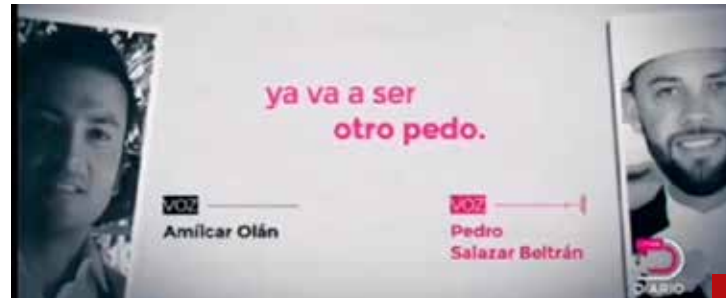 ya va a ser
otro pedo.
VOZ
Amílcar Olán
VOZ
Pedro
Salazar Beltrán
DIARIO